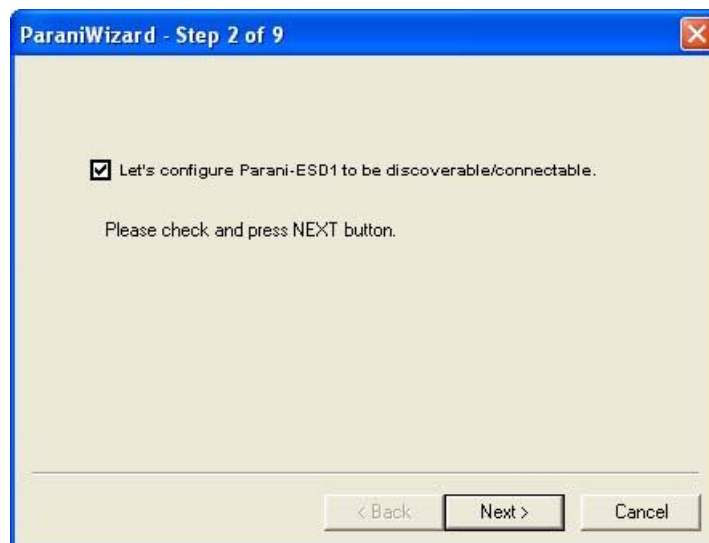 ParaniWizard - Step 2 of 9
Let's configure Parani-ESD1 to be discoverable/connectable.
Please check and press NEXT button.
< Back
Next >
Cancel